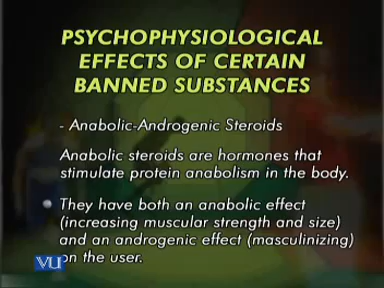 PSYCHOPHYSIOLOGICAL
EFFECTS OF CERTAIN
BANNED SUBSTANCES
- Anabolic-Androgenic Steroids
Anabolic steroids are hormones that
stimulate protein anabolism in the body.
They have both an anabolic effect
(increasing muscular strength and size)
and an androgenic effect (masculinizing)
on the user.
VU